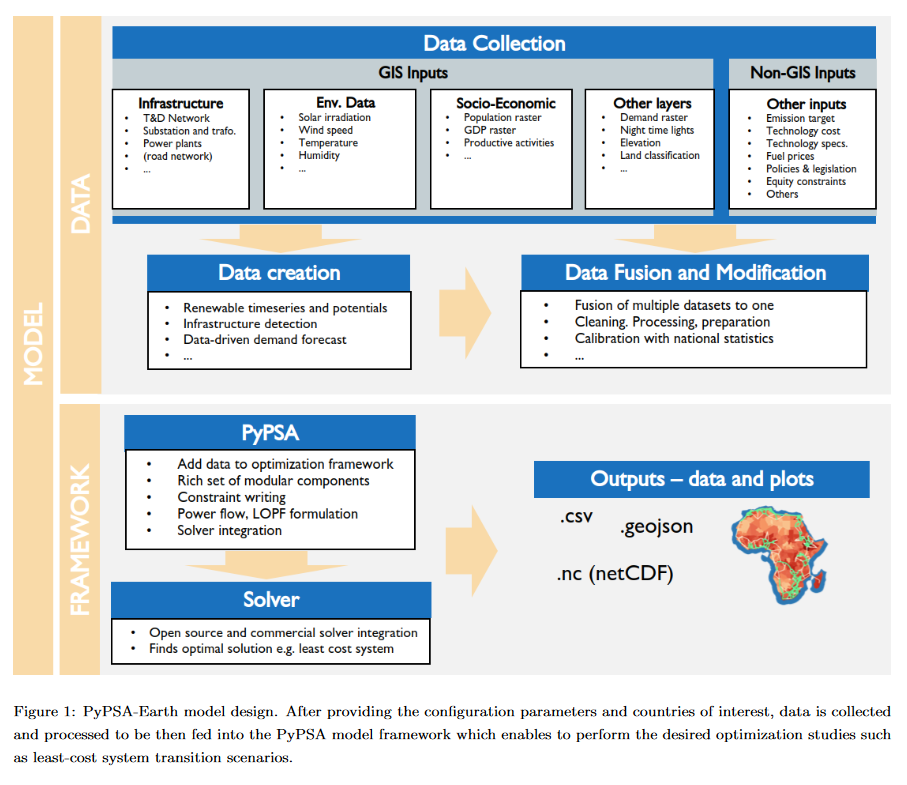 MODEL
DATA
Data Collection
GIS Inputs
Non-GIS Inputs
Infrastructure
• T&D Network
• Substation and trafo.
• Power plants
• (road network)
• ...
Env. Data
• Solar irradiation
• Wind speed
• Temperature
• Humidity
• ...
Socio-Economic
• Population raster
• GDP raster
• Productive activities
• ...
Other layers
• Demand raster
• Night time lights
• Elevation
• Land classification
• ...
Other inputs
• Emission target
• Technology cost
• Technology specs.
• Fuel prices
• Policies & legislation
• Equity constraints
• Others
Data creation
• Renewable timeseries and potentials
• Infrastructure detection
• Data-driven demand forecast
• ...
Data Fusion and Modification
• Fusion of multiple datasets to one
• Cleaning. Processing, preparation
• Calibration with national statistics
• ...
FRAMEWORK
PyPSA
• Add data to optimization framework
• Rich set of modular components
• Constraint writing
• Power flow, LOPF formulation
• Solver integration
Solver
• Open source and commercial solver integration
• Finds optimal solution e.g. least cost system
Outputs – data and plots
.csv
.geojson
.nc (netCDF)
Figure 1: PyPSA-Earth model design. After providing the configuration parameters and countries of interest, data is collected
and processed to be then fed into the PyPSA model framework which enables to perform the desired optimization studies such
as least-cost system transition scenarios.